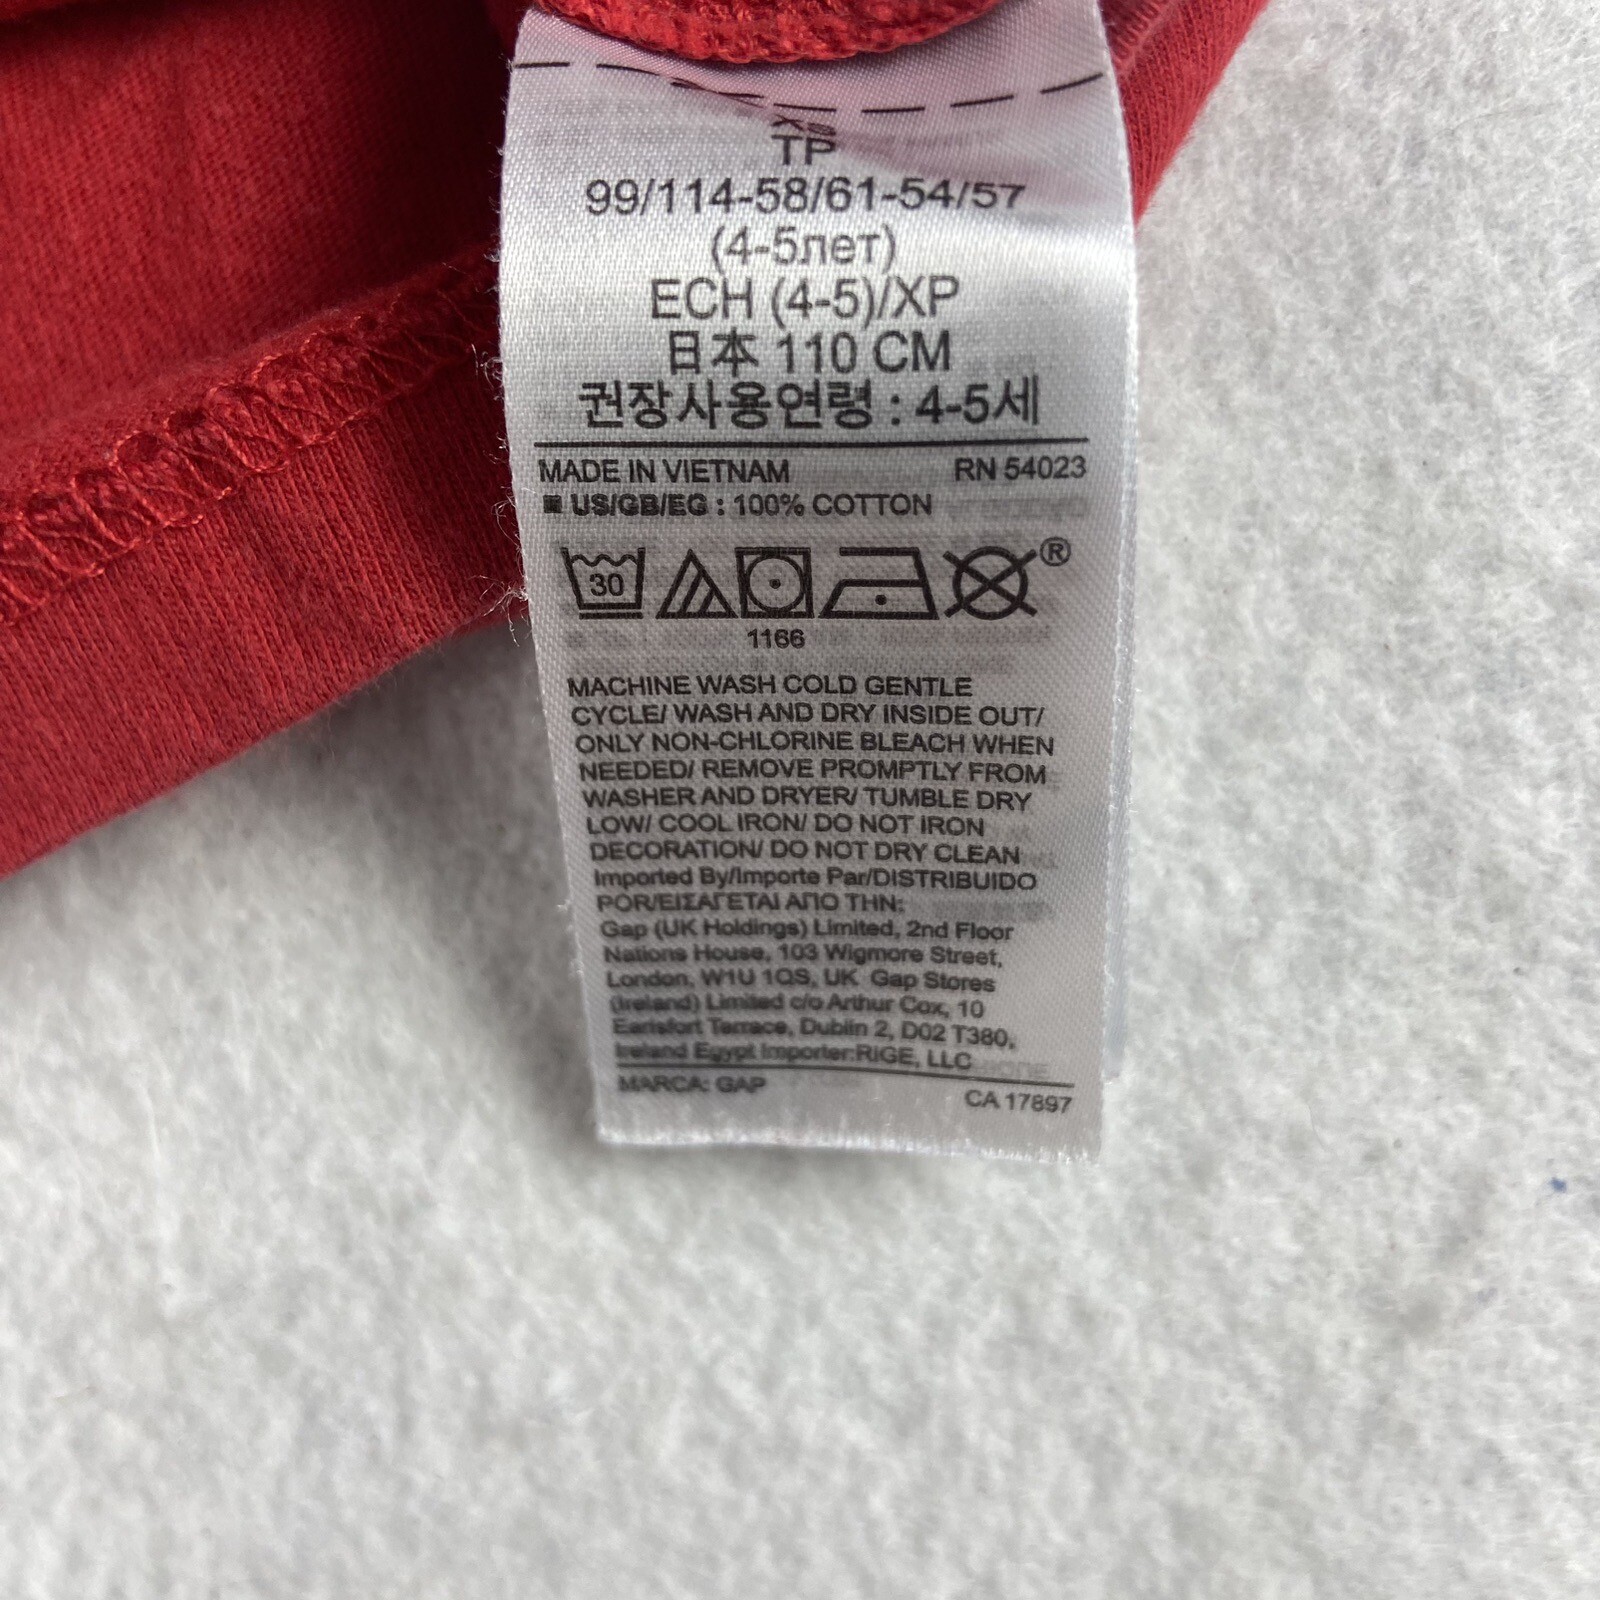 XS
TP
99/114-58/61-54/57
(4-5лет)
ECH (4-5)/XP
日本 110 CM
권장사용연령 : 4-5세
MADE IN VIETNAM RN 54023
US/GB/EG : 100% COTTON
30 ®
1166
MACHINE WASH COLD GENTLE
CYCLE/ WASH AND DRY INSIDE OUT/
ONLY NON-CHLORINE BLEACH WHEN
NEEDED/ REMOVE PROMPTLY FROM
WASHER AND DRYER/ TUMBLE DRY
LOW/ COOL IRON/ DO NOT IRON
DECORATION/ DO NOT DRY CLEAN
Imported By/Importe Par/DISTRIBUIDO
POR/ΕΙΣΑΓΕΤΑΙ ΑΠΟ ΤΗΝ:
Gap (UK Holdings) Limited, 2nd Floor
Nations House, 103 Wigmore Street,
London, W1U 1QS, UK Gap Stores
(Ireland) Limited c/o Arthur Cox, 10
Earlsfort Terrace, Dublin 2, D02 T380,
Ireland Egypt Importer:RIGE, LLC
MARCA: GAP CA 17897